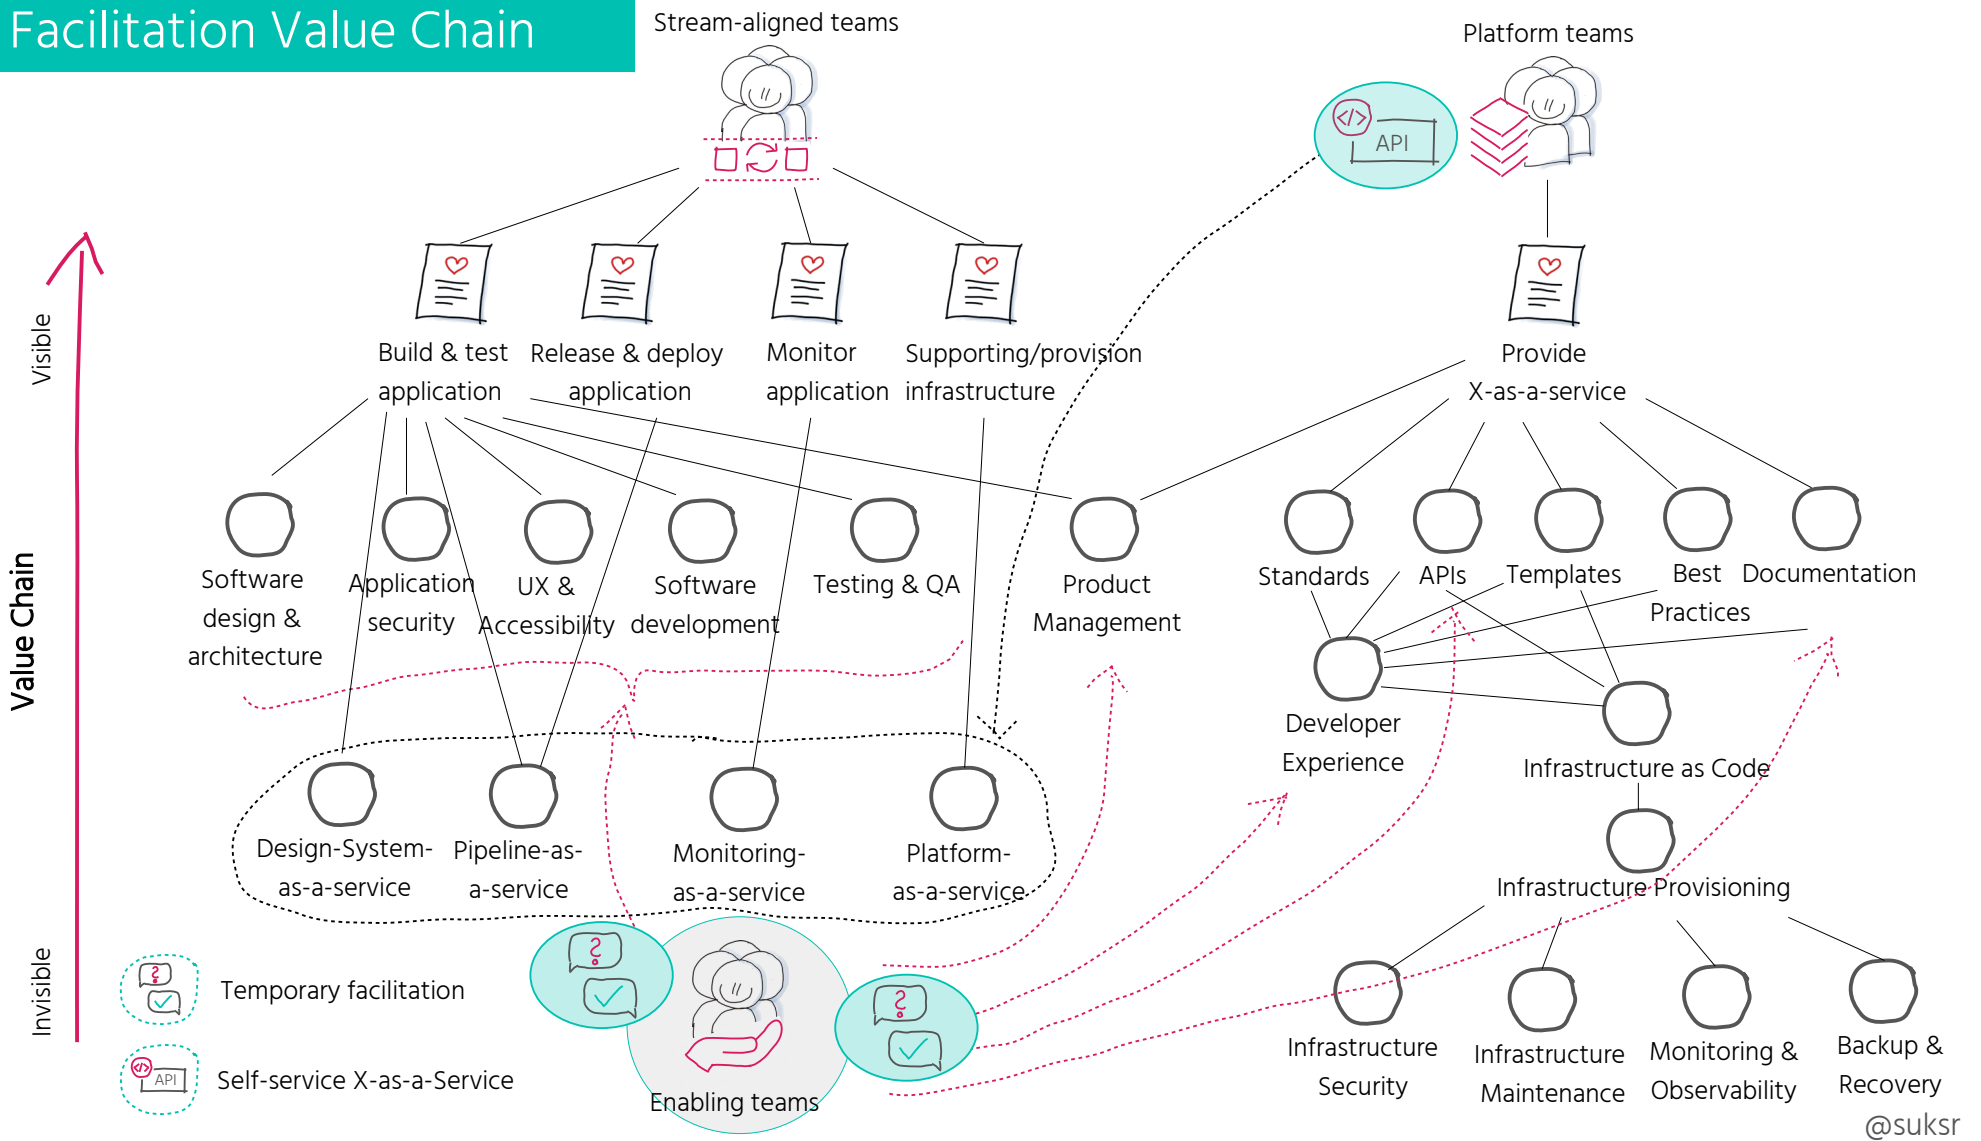 Facilitation Value Chain
Stream-aligned teams
Platform teams
</>
API
Visible
Build & test
application
Release & deploy
application
Monitor
application
Supporting/provision
infrastructure
Provide
X-as-a-service
Value Chain
Software
design &
architecture
Application
security
UX &
Accessibility
Software
development
Testing & QA
Product
Management
Standards
APIs
Templates
Best
Practices
Documentation
Developer
Experience
Infrastructure as Code
Design-System-
as-a-service
Pipeline-as-
a-service
Monitoring-
as-a-service
Platform-
as-a-service
Infrastructure Provisioning
Invisible
?
Temporary facilitation
?
?
</>
API
Self-service X-as-a-Service
Enabling teams
Infrastructure
Security
Infrastructure
Maintenance
Monitoring &
Observability
Backup &
Recovery
@suksr